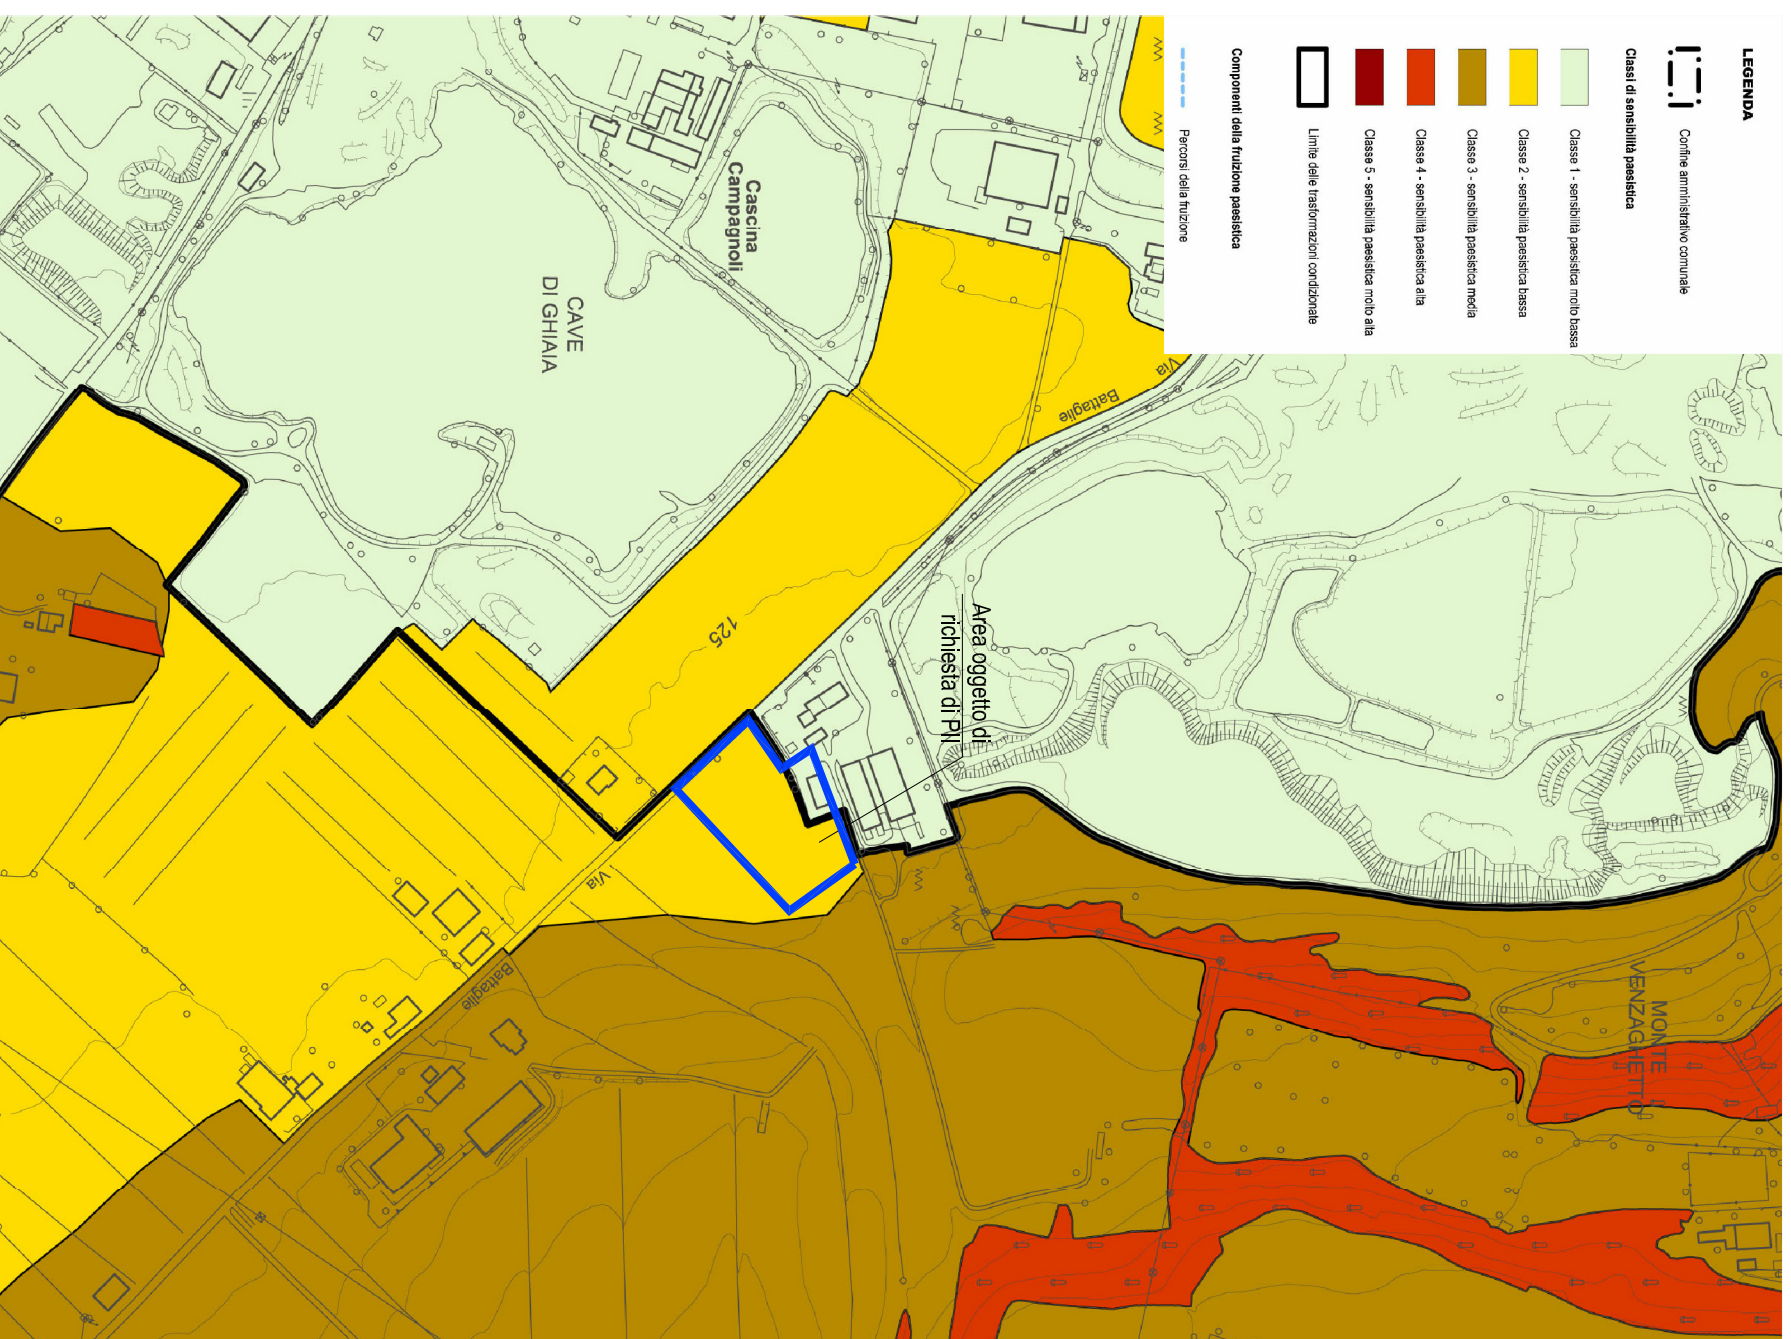 LEGENDA
Confine amministrativo comunale
Classi di sensibilità paesistica
Classe 1 - sensibilità paesistica molto bassa
Classe 2 - sensibilità paesistica bassa
Classe 3 - sensibilità paesistica media
Classe 4 - sensibilità paesistica alta
Classe 5 - sensibilità paesistica molto alta
Limite delle trasformazioni condizionate
Componenti della fruizione paesistica
Percorsi della fruizione
Cascina
Campagnoli
CAVE
DI GHIAIA
Via
Battaglie
125
Area oggetto di
richiesta di PII
Via
Battaglie
MONTE
VENZAGHETTO